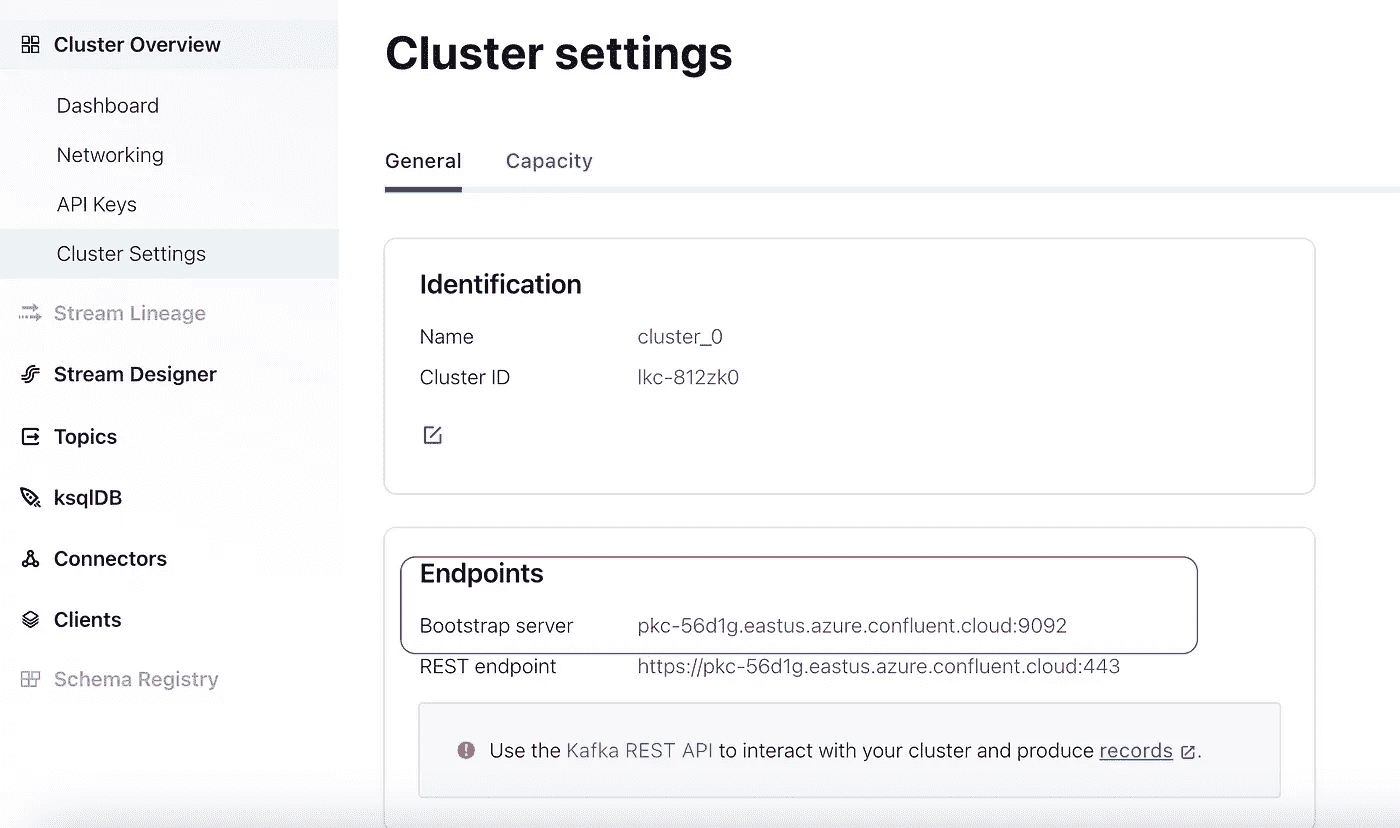 Cluster Overview
Dashboard
Networking
API Keys
Cluster Settings
Stream Lineage
Stream Designer
Topics
ksqlDB
Connectors
Clients
Schema Registry
Cluster settings
General Capacity
Identification
Name cluster_0
Cluster ID lkc-812zk0
Endpoints
Bootstrap server pkc-56d1g.eastus.azure.confluent.cloud:9092
REST endpoint https://pkc-56d1g.eastus.azure.confluent.cloud:443
Use the Kafka REST API to interact with your cluster and produce records.